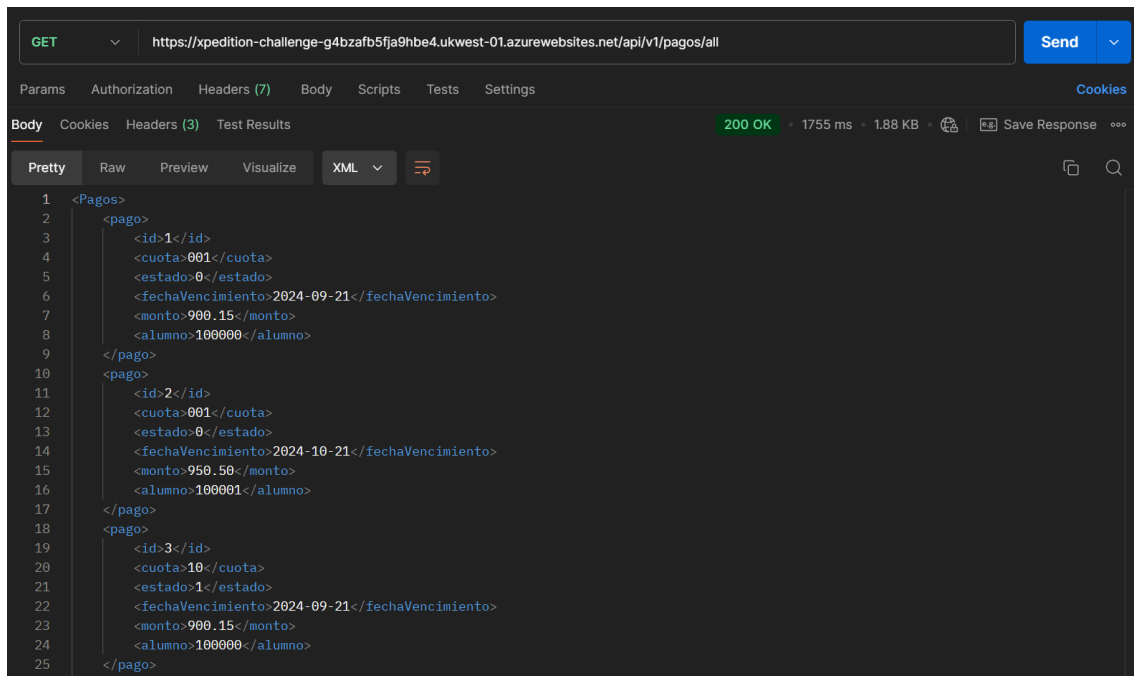 GET https://xpedition-challenge-g4bzafb5fja9hbe4.ukwest-01.azurewebsites.net/api/v1/pagos/all Send
Params Authorization Headers (7) Body Scripts Tests Settings Cookies
Body Cookies Headers (3) Test Results 200 OK 1755 ms 1.88 KB e.g. Save Response
Pretty Raw Preview Visualize XML
1 <Pagos>
2 <pago>
3 <id>1</id>
4 <cuota>001</cuota>
5 <estado>0</estado>
6 <fechaVencimiento>2024-09-21</fechaVencimiento>
7 <monto>900.15</monto>
8 <alumno>100000</alumno>
9 </pago>
10 <pago>
11 <id>2</id>
12 <cuota>001</cuota>
13 <estado>0</estado>
14 <fechaVencimiento>2024-10-21</fechaVencimiento>
15 <monto>950.50</monto>
16 <alumno>100001</alumno>
17 </pago>
18 <pago>
19 <id>3</id>
20 <cuota>10</cuota>
21 <estado>1</estado>
22 <fechaVencimiento>2024-09-21</fechaVencimiento>
23 <monto>900.15</monto>
24 <alumno>100000</alumno>
25 </pago>